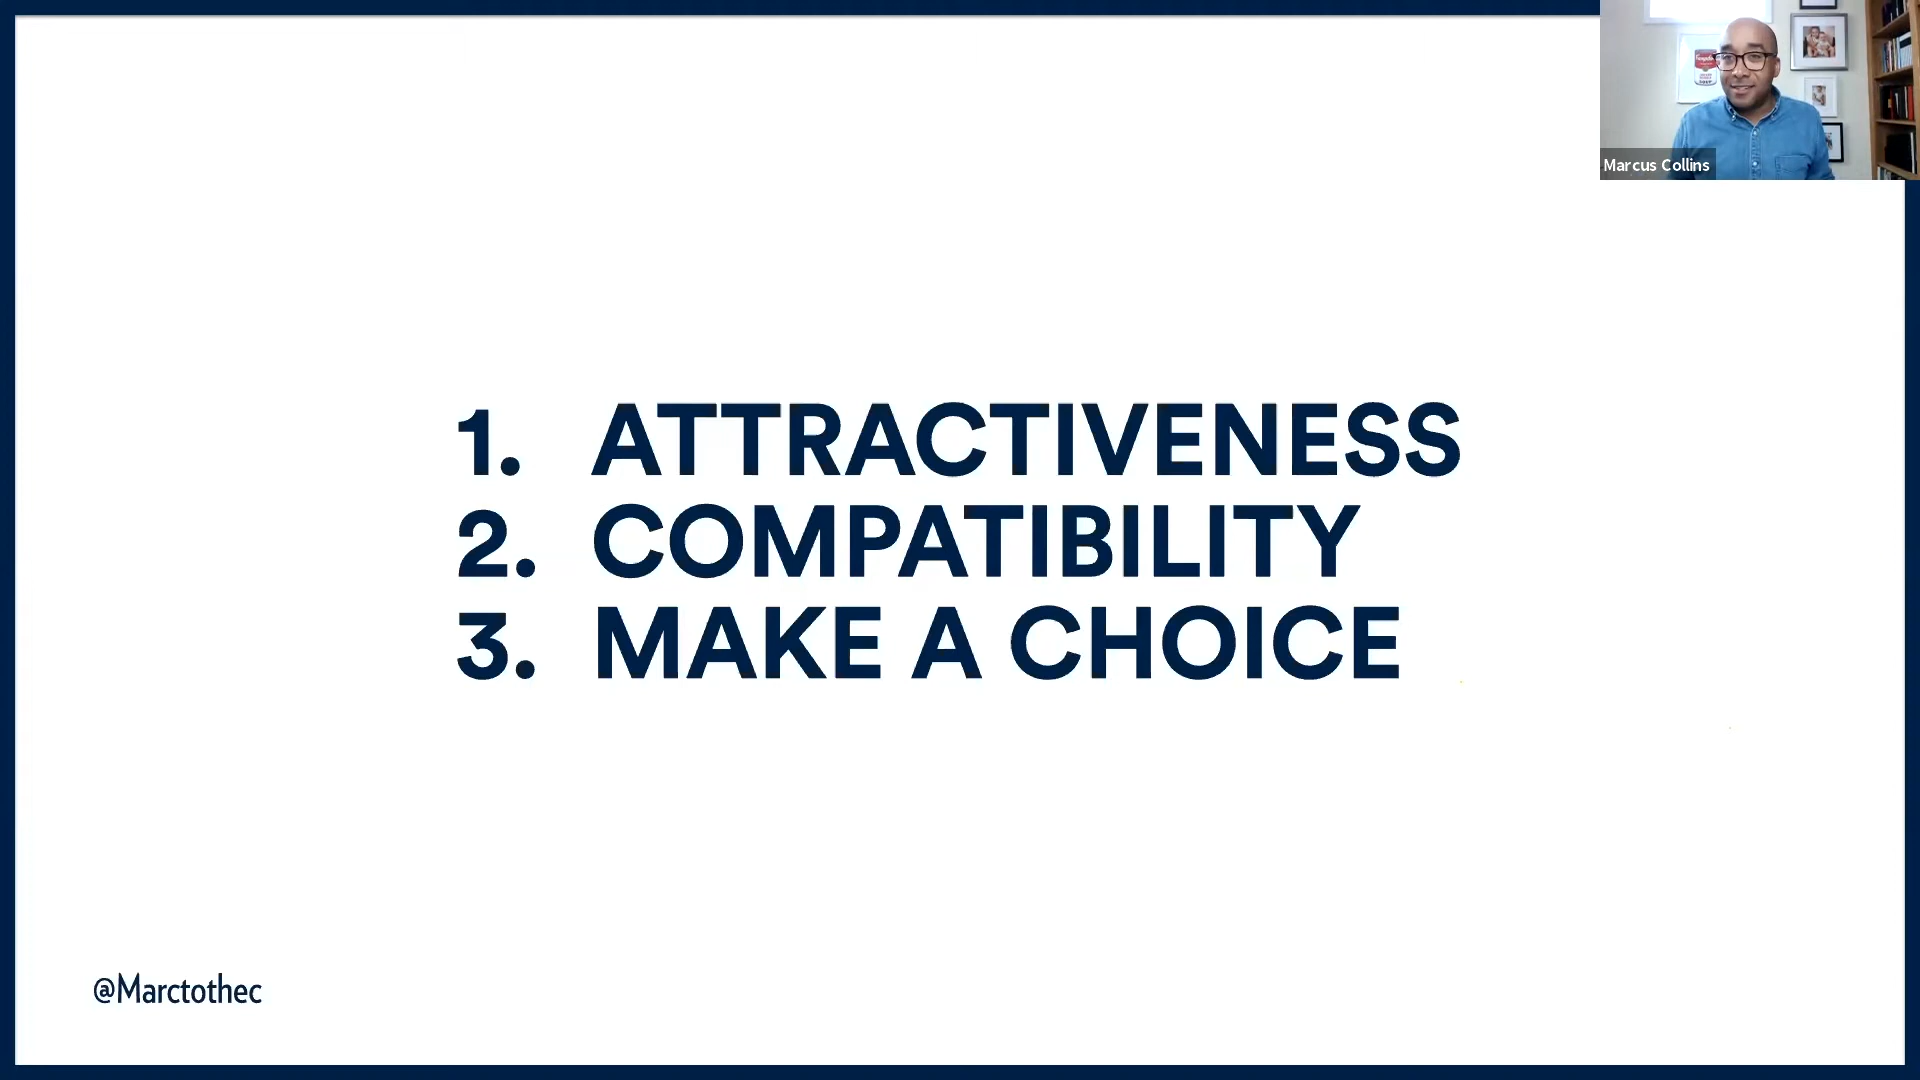 Marcus Collins
1. ATTRACTIVENESS
2. COMPATIBILITY
3. MAKE A CHOICE
@Marctothec